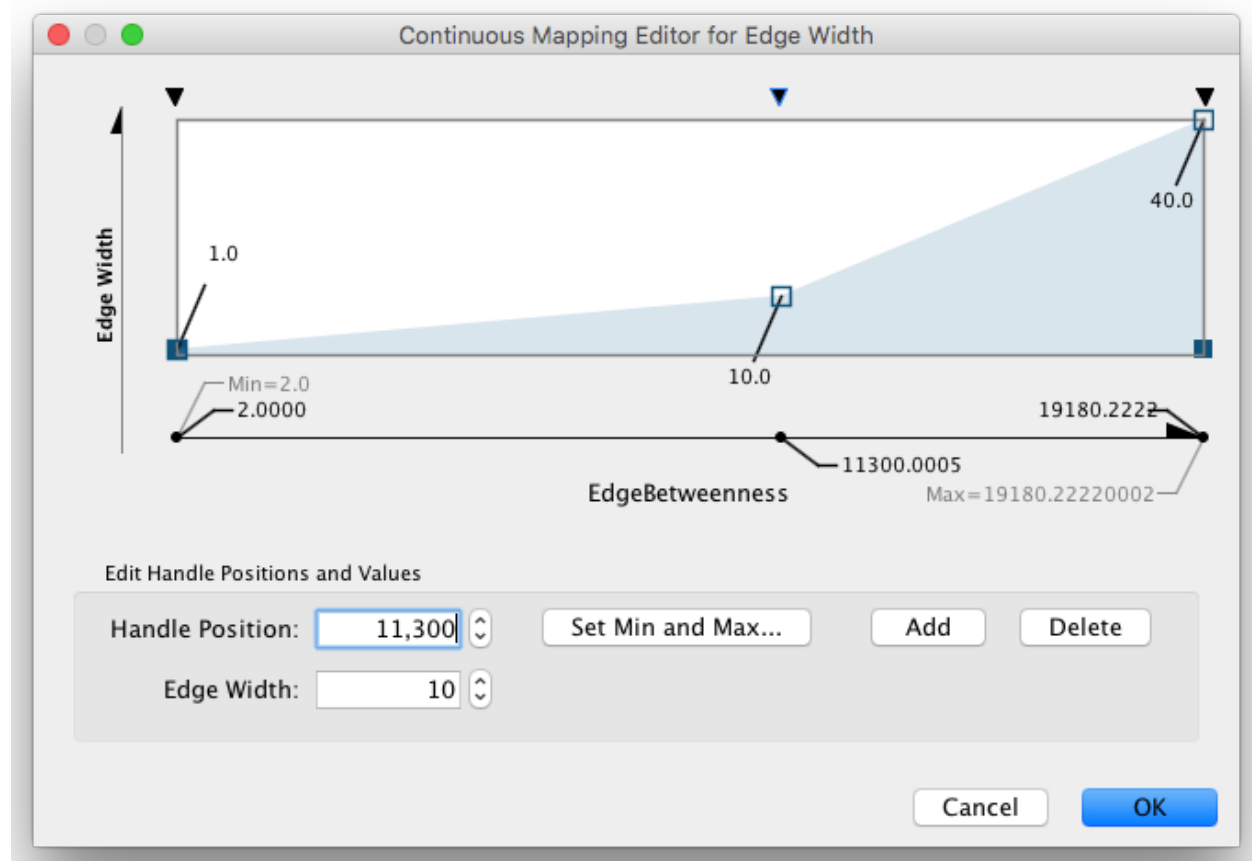 Continuous Mapping Editor for Edge Width
Edge Width
1.0
40.0
10.0
Min=2.0
2.0000
19180.2222
11300.0005
EdgeBetweenness
Max=19180.22220002
Edit Handle Positions and Values
Handle Position: 11,300 Set Min and Max... Add Delete
Edge Width: 10
Cancel OK